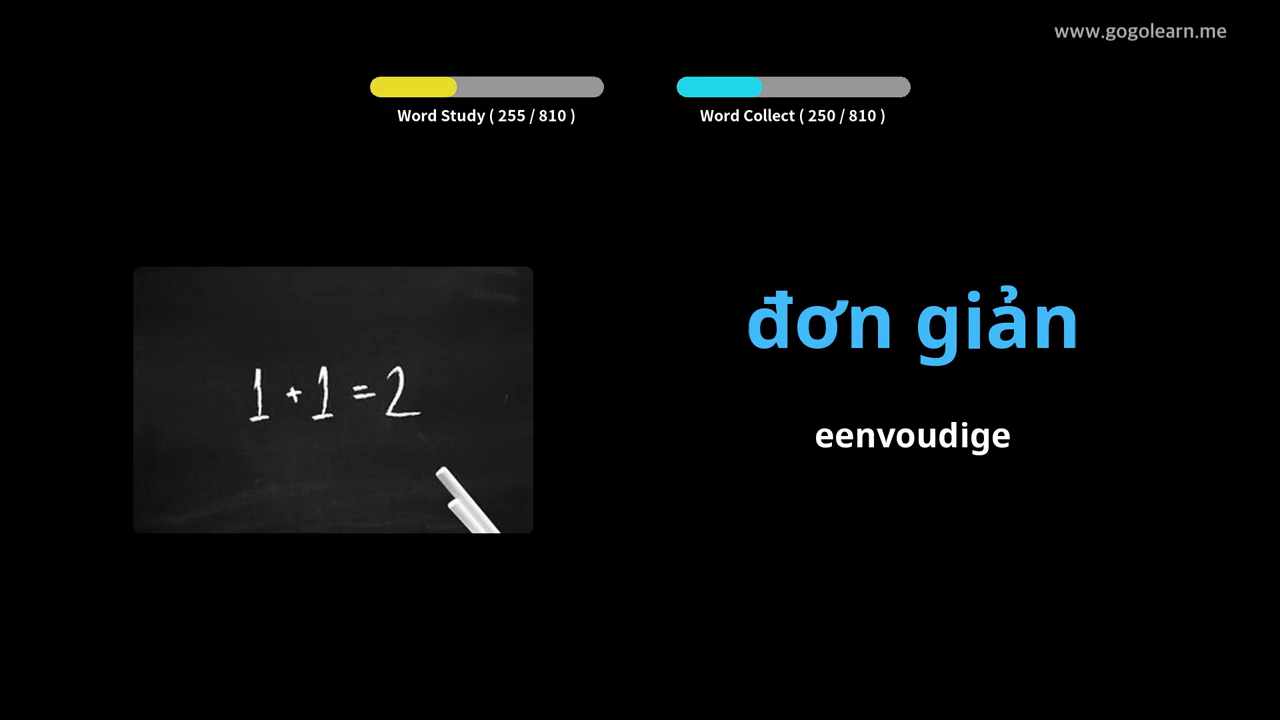 www.gogolearn.me
Word Study ( 255 / 810 )
Word Collect ( 250 / 810 )
1 + 1 = 2
đơn giản
eenvoudige